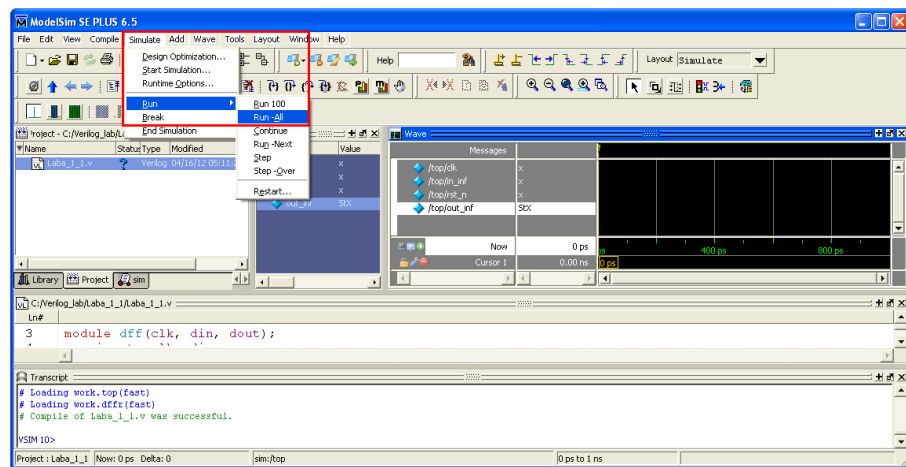 ModelSim SE PLUS 6.5
File Edit View Compile Simulate Add Wave Tools Layout Window Help
Design Optimization...
Start Simulation...
Runtime Options...
Run
Break
End Simulation
Run 100
Run -All
Continue
Run -Next
Step
Step -Over
Restart...
Help
Layout Simulate
Project - C:/Verilog_lab/La
Name Status Type Modified
Laba_1_1.v ? Verilog 04/16/12 05:11:2
Value
x
x
x
out_inf StX
Wave
Messages
/top/clk x
/top/in_inf x
/top/rst_n x
/top/out_inf StX
Now 0 ps
Cursor 1 0.00 ns
400 ps 800 ps
0 ps
Library Project sim
C:/Verilog_lab/Laba_1_1/Laba_1_1.v
Ln#
3 module dff(clk, din, dout);
Transcript
# Loading work.top(fast)
# Loading work.dffr(fast)
# Compile of Laba_1_1.v was successful.
VSIM 10>
Project : Laba_1_1 Now: 0 ps Delta: 0 sim:/top 0 ps to 1 ns